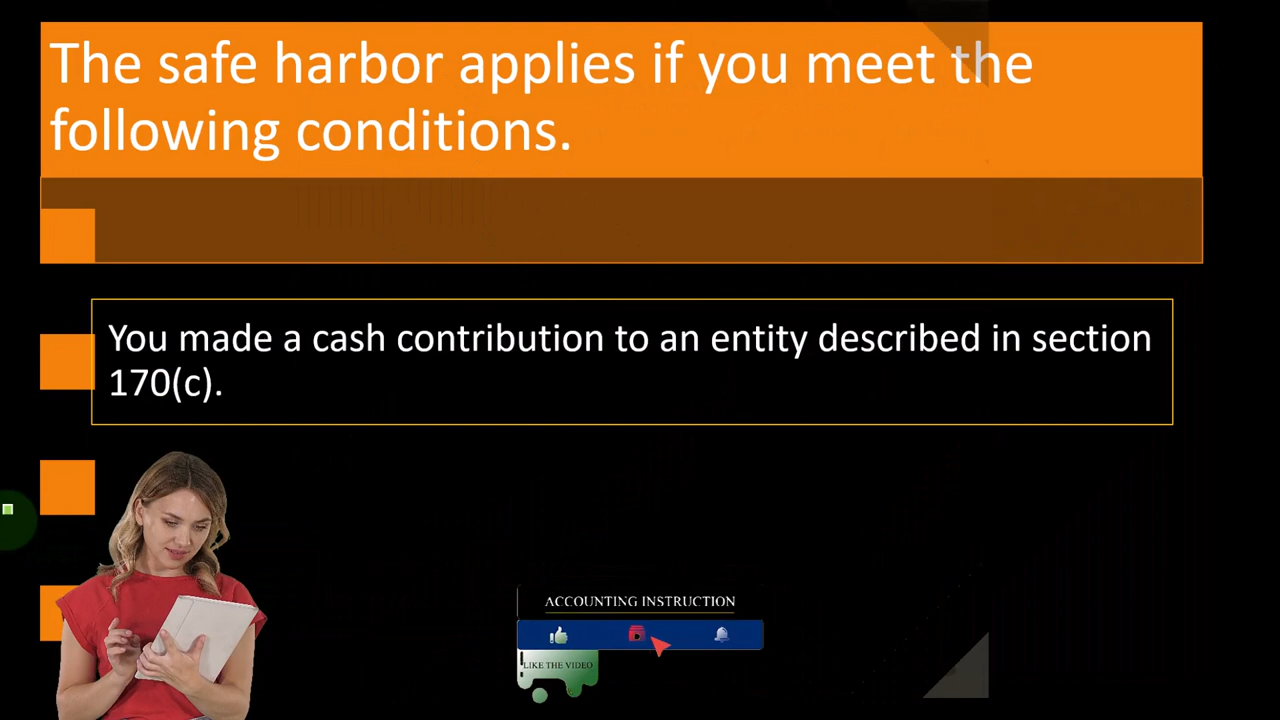 The safe harbor applies if you meet the
following conditions.
You made a cash contribution to an entity described in section
170(c).
ACCOUNTING INSTRUCTION
LIKE THE VIDEO